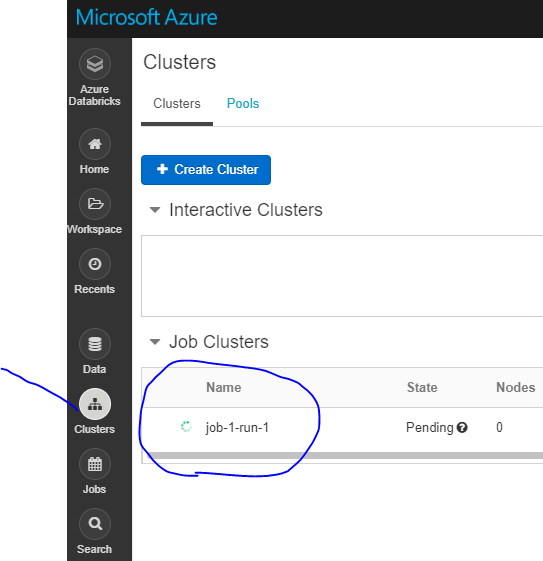 Microsoft Azure
Azure
Databricks
Home
Workspace
Recents
Data
Clusters
Jobs
Search
Clusters
Clusters Pools
+ Create Cluster
Interactive Clusters
Job Clusters
Name State Nodes
job-1-run-1 Pending ? 0